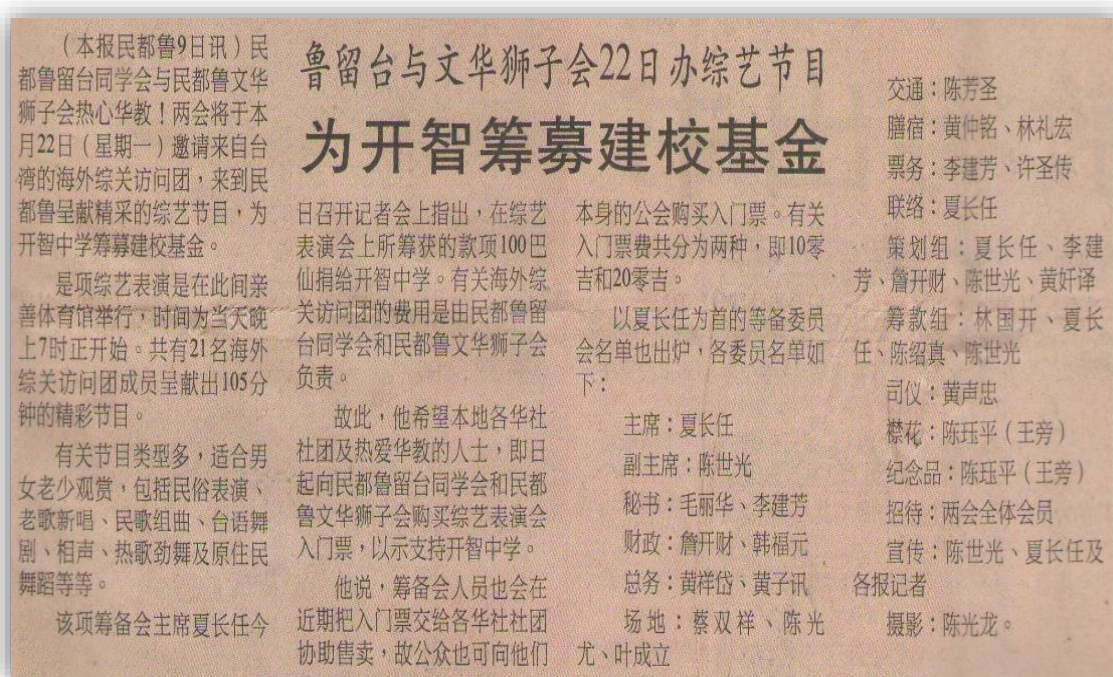 鲁留台与文华狮子会22日办综艺节目
为开智筹募建校基金
（本报民都鲁9日讯）民
都鲁留台同学会与民都鲁文华
狮子会热心华教！两会将于本
月22日（星期一）邀请来自台
湾的海外综关访问团，来到民
都鲁呈献精采的综艺节目，为
开智中学筹募建校基金。
是项综艺表演是在此间亲
善体育馆举行，时间为当天晚
上7时正开始。共有21名海外
综关访问团成员呈献出105分
钟的精彩节目。
有关节目类型多，适合男
女老少观赏，包括民俗表演、
老歌新唱、民歌组曲、台语舞
剧、相声、热歌劲舞及原住民
舞蹈等等。
该项筹备会主席夏长任今
日召开记者会上指出，在综艺
表演会上所筹获的款项100巴
仙捐给开智中学。有关海外综
关访问团的费用是由民都鲁留
台同学会和民都鲁文华狮子会
负责。
故此，他希望本地各华社
社团及热爱华教的人士，即日
起向民都鲁留台同学会和民都
鲁文华狮子会购买综艺表演会
入门票，以示支持开智中学。
他说，筹备会人员也会在
近期把入门票交给各华社社团
协助售卖，故公众也可向他们
本身的公会购买入门票。有关
入门票费共分为两种，即10零
吉和20零吉。
以夏长任为首的筹备委员
会名单也出炉，各委员名单如
下：
主席：夏长任
副主席：陈世光
秘书：毛丽华、李建芳
财政：詹开财、韩福元
总务：黄祥岱、黄子讯
场地：蔡双祥、陈光
尤、叶成立
交通：陈芳圣
膳宿：黄仲铭、林礼宏
票务：李建芳、许圣传
联络：夏长任
策划组：夏长任、李建
芳、詹开财、陈世光、黄奸译
筹款组：林国开、夏长
任、陈绍真、陈世光
司仪：黄声忠
襟花：陈珏平（王旁）
纪念品：陈珏平（王旁）
招待：两会全体会员
宣传：陈世光、夏长任及
各报记者
摄影：陈光龙。